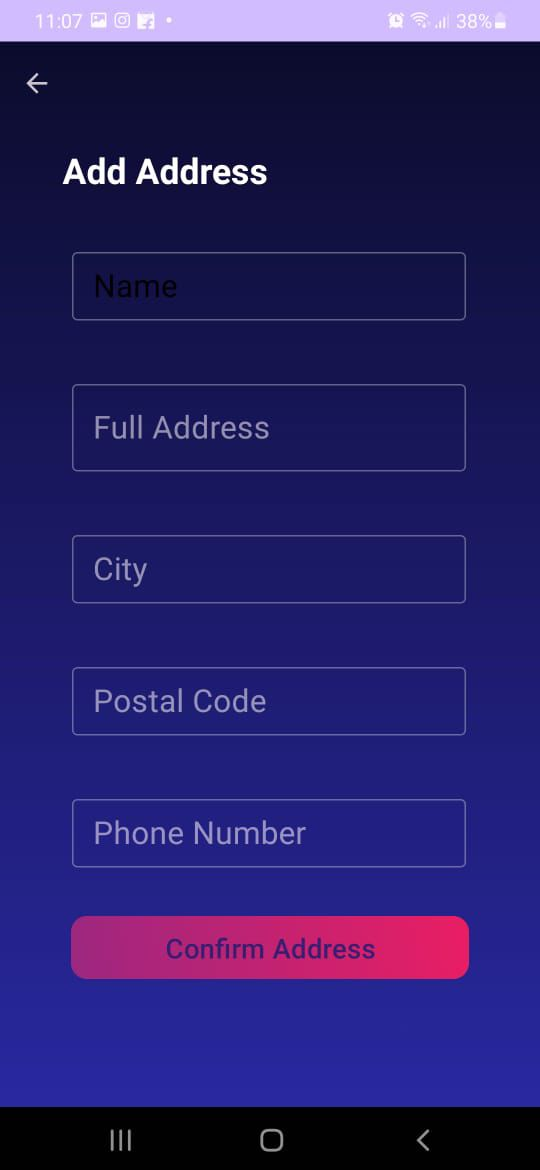 11:07 38%
Add Address
Name
Full Address
City
Postal Code
Phone Number
Confirm Address